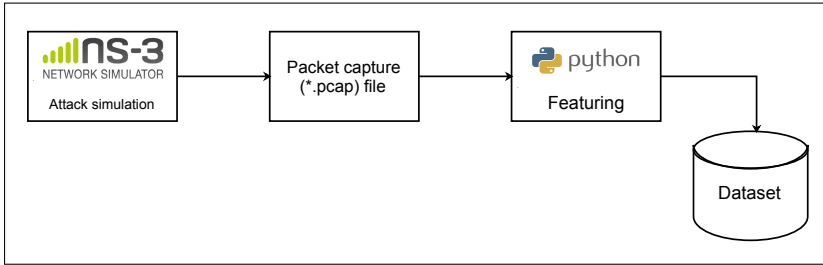 NS-3
NETWORK SIMULATOR
Attack simulation
Packet capture
(*.pcap) file
python
Featuring
Dataset